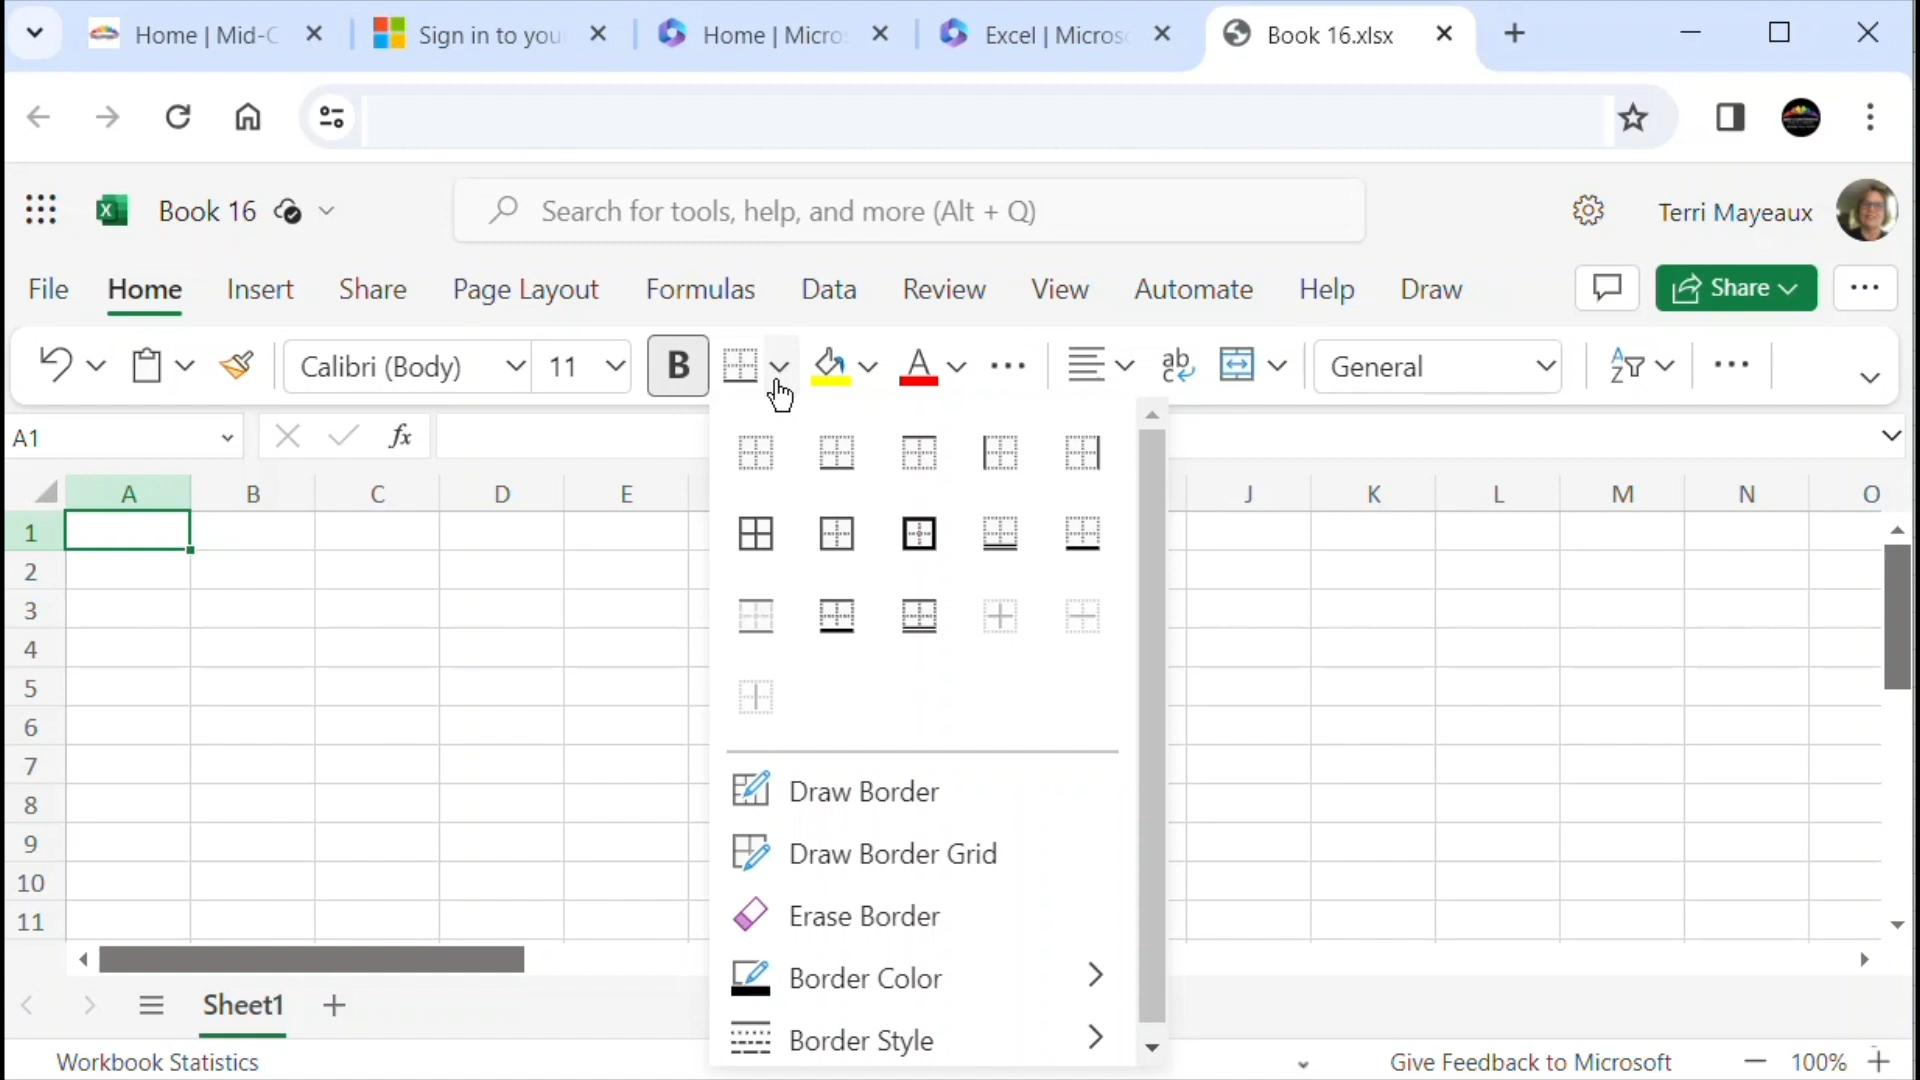 Home | Mid-C
Sign in to you
Home | Micros
Excel | Microso
Book 16.xlsx
Book 16
Search for tools, help, and more (Alt + Q)
Terri Mayeaux
File Home Insert Share Page Layout Formulas Data Review View Automate Help Draw
Share
Calibri (Body) 11 B A ab c General A Z
A1 fx
A B C D E J K L M N O
1
2
3
4
5
6
7
8
9
10
11
Draw Border
Draw Border Grid
Erase Border
Border Color
Border Style
Sheet1
Workbook Statistics Give Feedback to Microsoft 100%